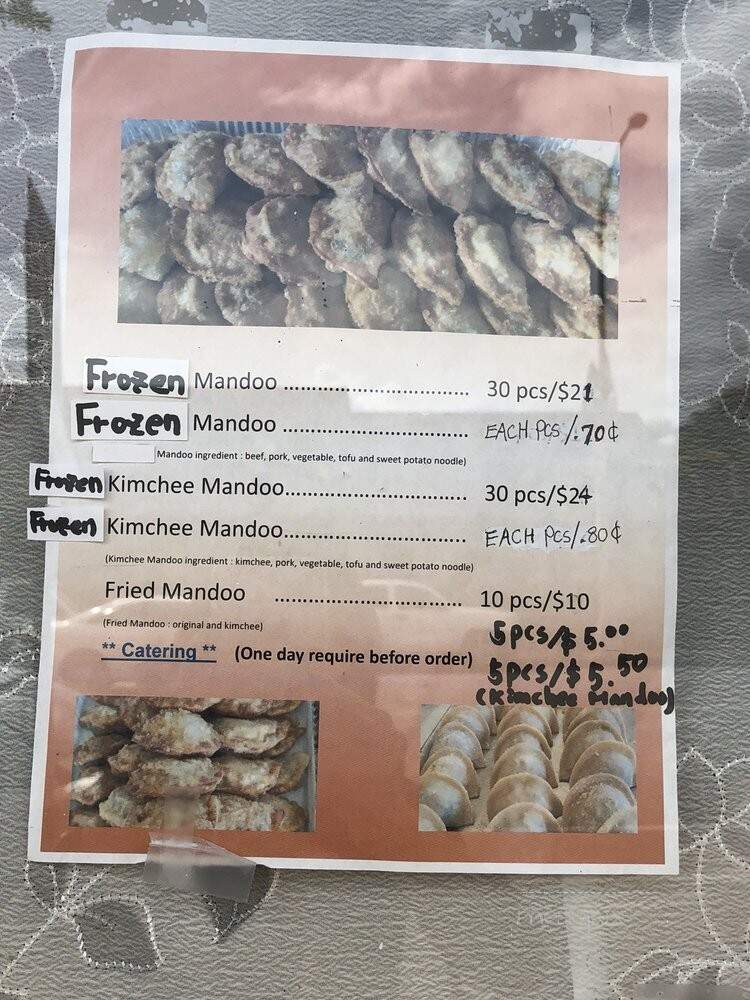 Frozen Mandoo ........................................ 30 pcs/$21
Frozen Mandoo ........................................ EACH PCS/.70¢
Mandoo ingredient : beef, pork, vegetable, tofu and sweet potato noodle)
Frozen Kimchee Mandoo....................................... 30 pcs/$24
Frozen Kimchee Mandoo....................................... EACH PCS/.80¢
(Kimchee Mandoo ingredient : kimchee, pork, vegetable, tofu and sweet potato noodle)
Fried Mandoo ........................................ 10 pcs/$10
(Fried Mandoo : original and kimchee)
5pcs/$5.00
** Catering ** (One day require before order)
5pcs/$5.50
(Kimchee Mandoo)